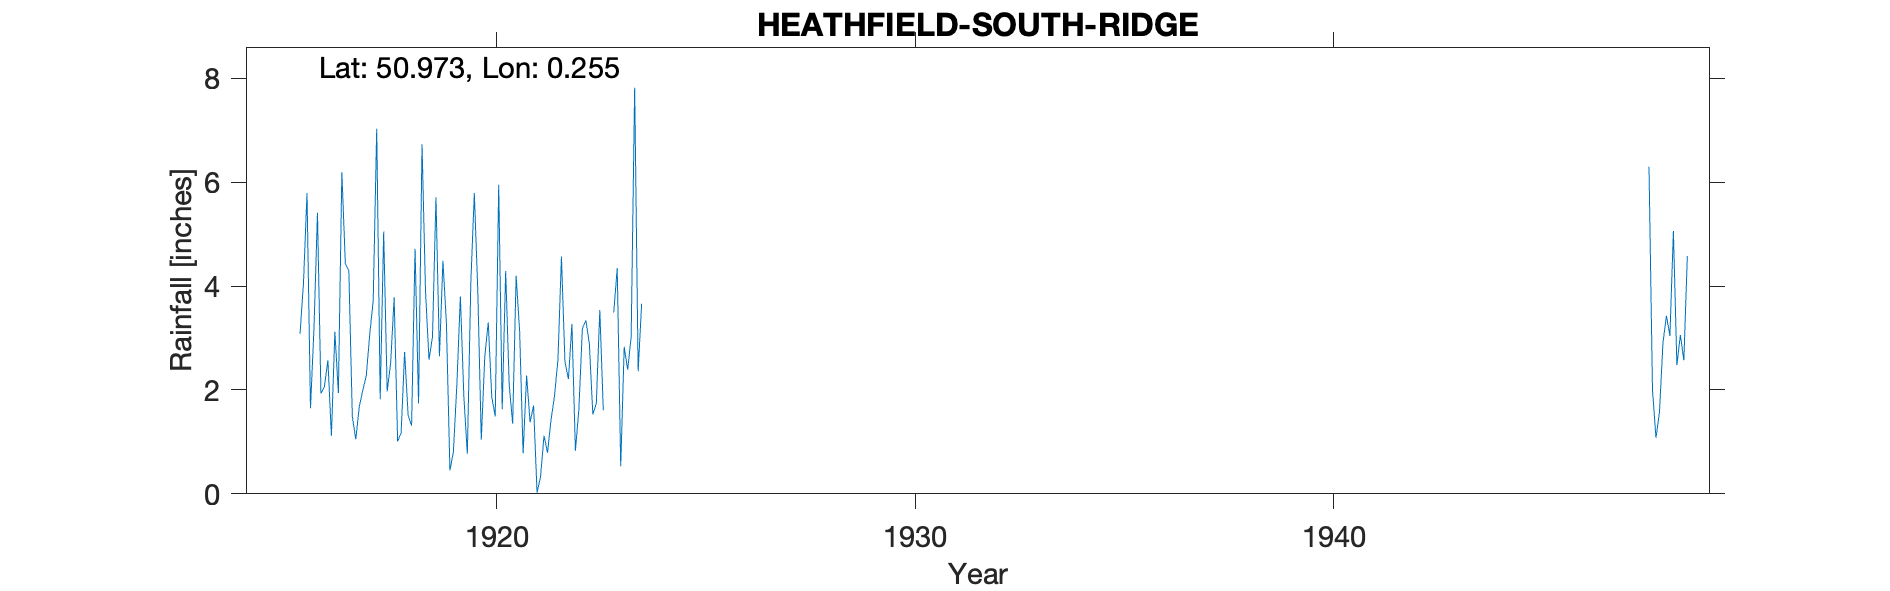 HEATHFIELD-SOUTH-RIDGE
Lat: 50.973, Lon: 0.255
8
6
4
2
0
Rainfall [inches]
1920 1930 1940
Year